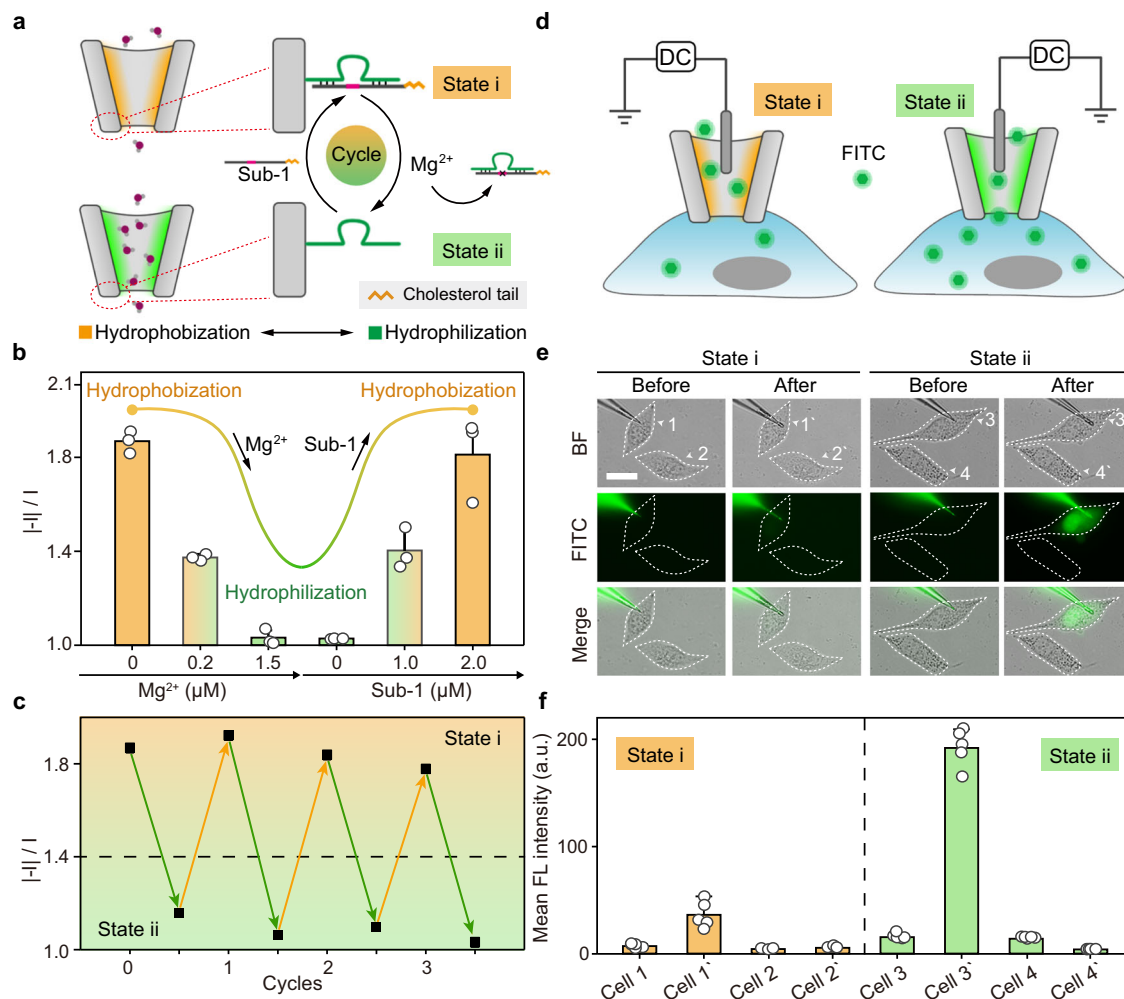 a
State i
Sub-1
Cycle
Mg²⁺
State ii
Cholesterol tail
Hydrophobization
Hydrophilization
b
|-I| / I
2.1
1.8
1.4
1.0
Hydrophobization
Hydrophobization
Mg²⁺
Sub-1
Hydrophilization
0 0.2 1.5 0 1.0 2.0
Mg²⁺ (μM) Sub-1 (μM)
c
|-I| / I
1.8
1.4
1.0
State i
State ii
0 1 2 3
Cycles
d
DC
DC
State i
State ii
FITC
e
State i State ii
Before After Before After
BF
1 1` 3 3`
2 2` 4 4`
FITC
Merge
f
Mean FL intensity (a.u.)
200
100
0
State i
State ii
Cell 1 Cell 1` Cell 2 Cell 2` Cell 3 Cell 3` Cell 4 Cell 4`